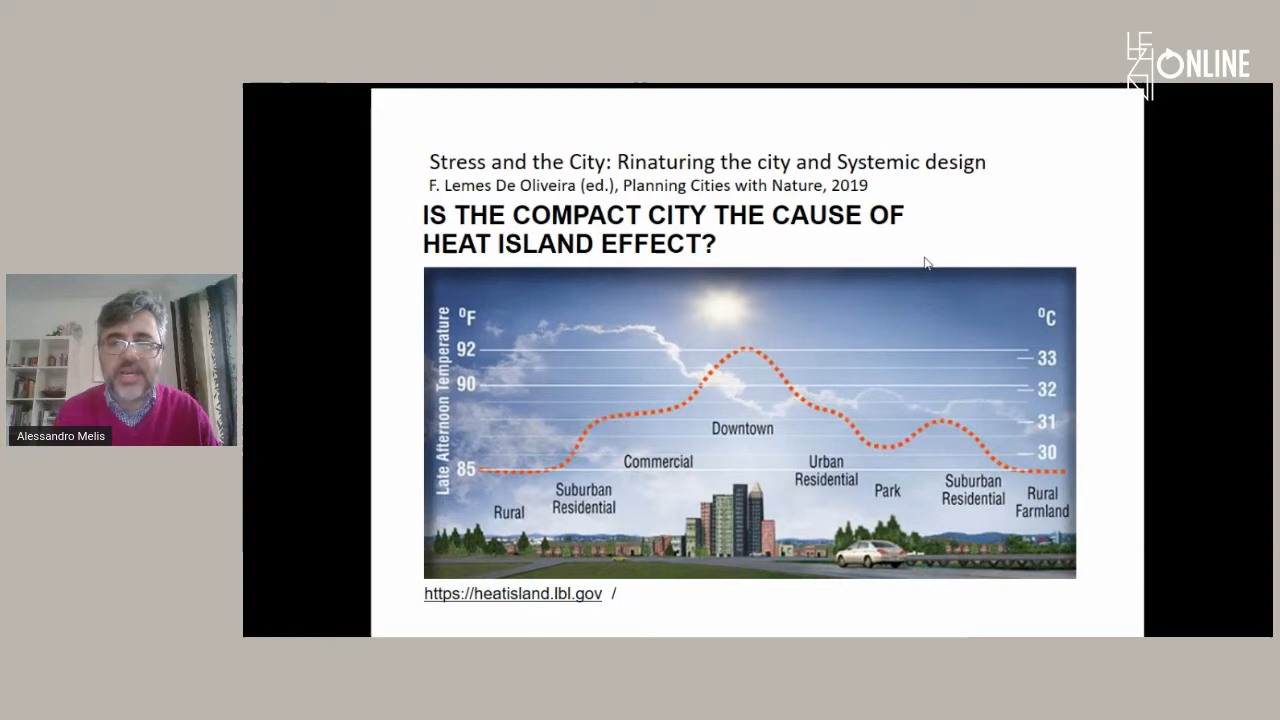 LEZIONI ONLINE
Stress and the City: Rinaturing the city and Systemic design
F. Lemes De Oliveira (ed.), Planning Cities with Nature, 2019
IS THE COMPACT CITY THE CAUSE OF
HEAT ISLAND EFFECT?
Late Afternoon Temperature
ºF
92
90
85
ºC
33
32
31
30
Downtown
Commercial
Urban
Residential
Park
Suburban
Residential
Rural
Suburban
Residential
Rural
Farmland
https://heatisland.lbl.gov /
Alessandro Melis